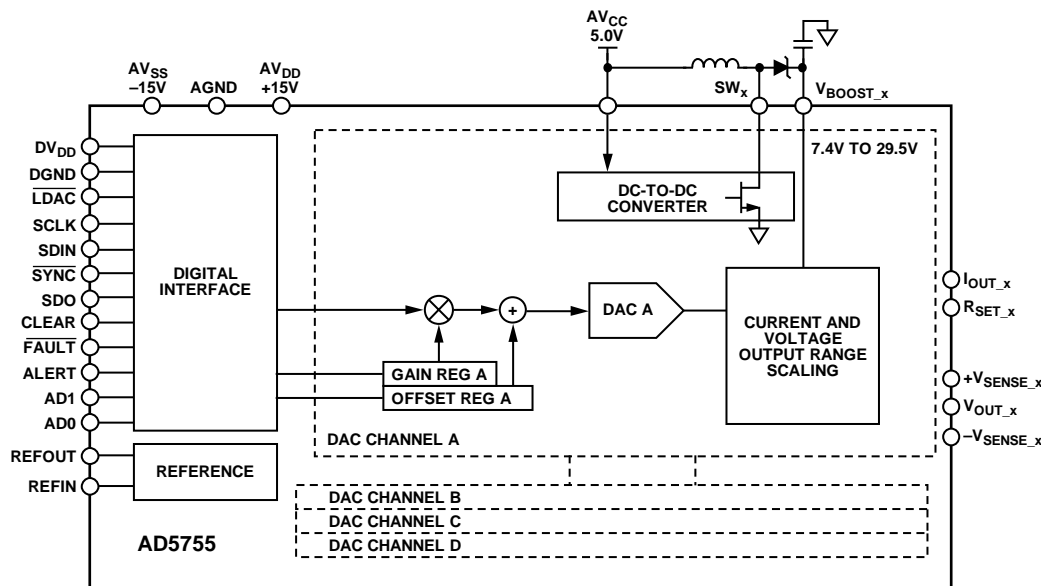 AVCC
5.0V
AVSS
–15V
AGND
AVDD
+15V
SWx
VBOOST_x
DVDD
DGND
LDAC
SCLK
SDIN
SYNC
SDO
CLEAR
FAULT
ALERT
AD1
AD0
REFOUT
REFIN
DIGITAL
INTERFACE
REFERENCE
AD5755
7.4V TO 29.5V
DC-TO-DC
CONVERTER
+
DAC A
GAIN REG A
OFFSET REG A
CURRENT AND
VOLTAGE
OUTPUT RANGE
SCALING
DAC CHANNEL A
DAC CHANNEL B
DAC CHANNEL C
DAC CHANNEL D
IOUT_x
RSET_x
+VSENSE_x
VOUT_x
–VSENSE_x